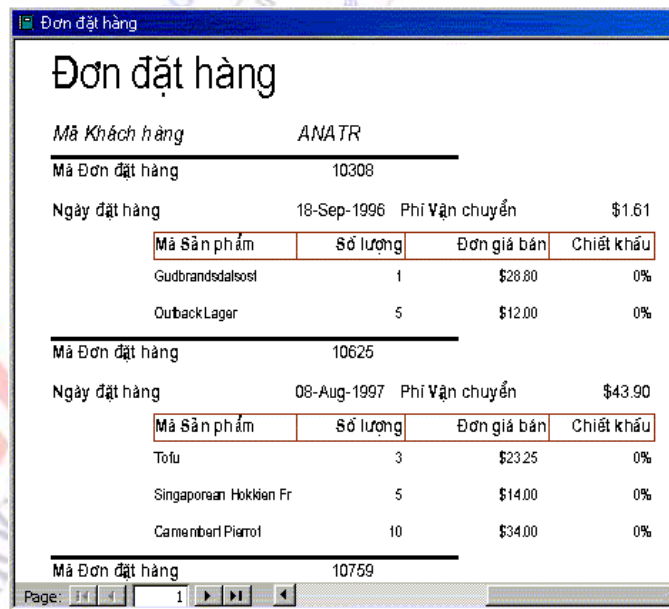 Đơn đặt hàng
Đơn đặt hàng
Mã Khách hàng ANATR
Mã Đơn đặt hàng 10308
Ngày đặt hàng 18-Sep-1996 Phí Vận chuyển $1.61
Mã Sản phẩm Số lượng Đơn giá bán Chiết khấu
Gudbrandsdalsost 1 $28.80 0%
Outback Lager 5 $12.00 0%
Mã Đơn đặt hàng 10625
Ngày đặt hàng 08-Aug-1997 Phí Vận chuyển $43.90
Mã Sản phẩm Số lượng Đơn giá bán Chiết khấu
Tofu 3 $23.25 0%
Singaporean Hokkien Fr 5 $14.00 0%
Camembert Pierrot 10 $34.00 0%
Mã Đơn đặt hàng 10759
Page: 1